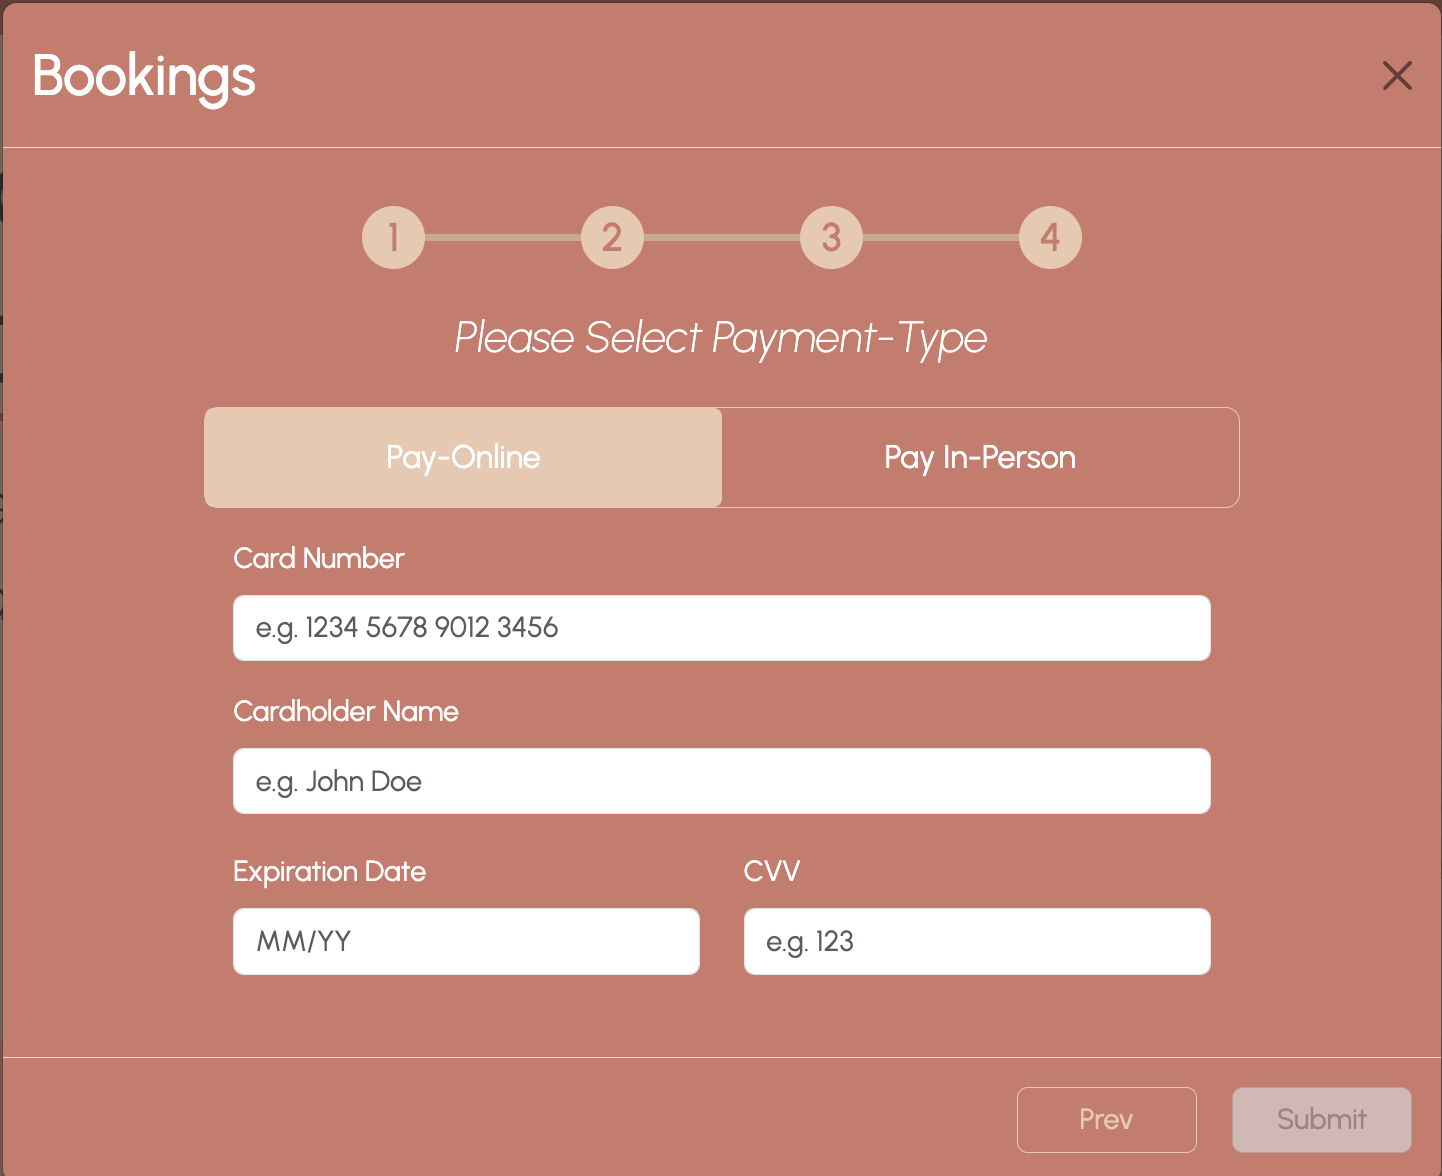 Bookings
1 2 3 4
Please Select Payment-Type
Pay-Online Pay In-Person
Card Number
e.g. 1234 5678 9012 3456
Cardholder Name
e.g. John Doe
Expiration Date CVV
MM/YY e.g. 123
Prev Submit